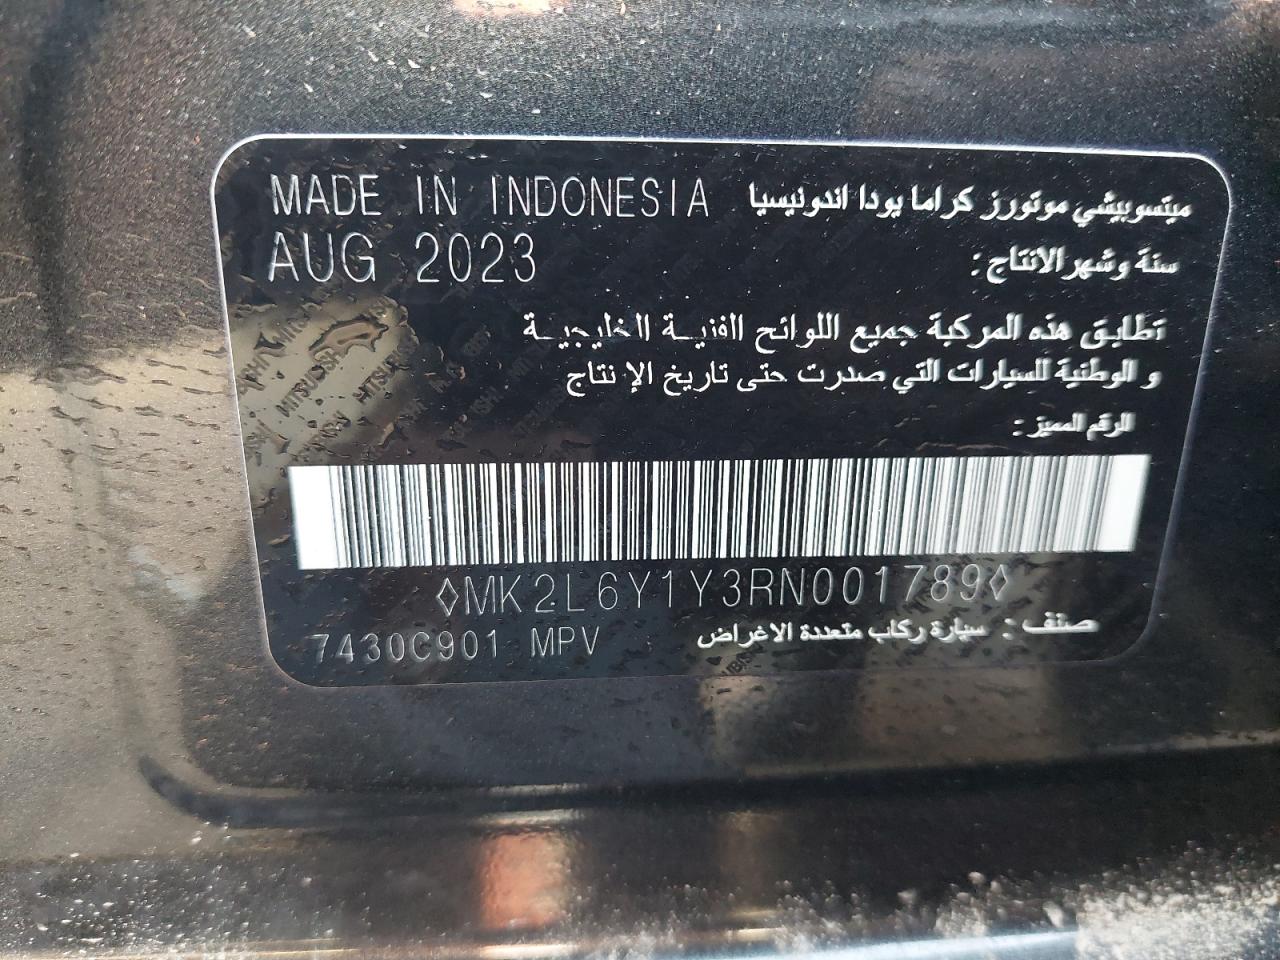 MADE IN INDONESIA ميتسوبيشي موتورز كراما يودا اندونيسيا
AUG 2023 سنة وشهر الانتاج :
تطابق هذه المركبة جميع اللوائح الفنية الخليجية
و الوطنية للسيارات التي صدرت حتى تاريخ الإنتاج
الرقم المميز :
◊MK2L6Y1Y3RN001789◊
7430C901 MPV صنف : سيارة ركاب متعددة الاغراض